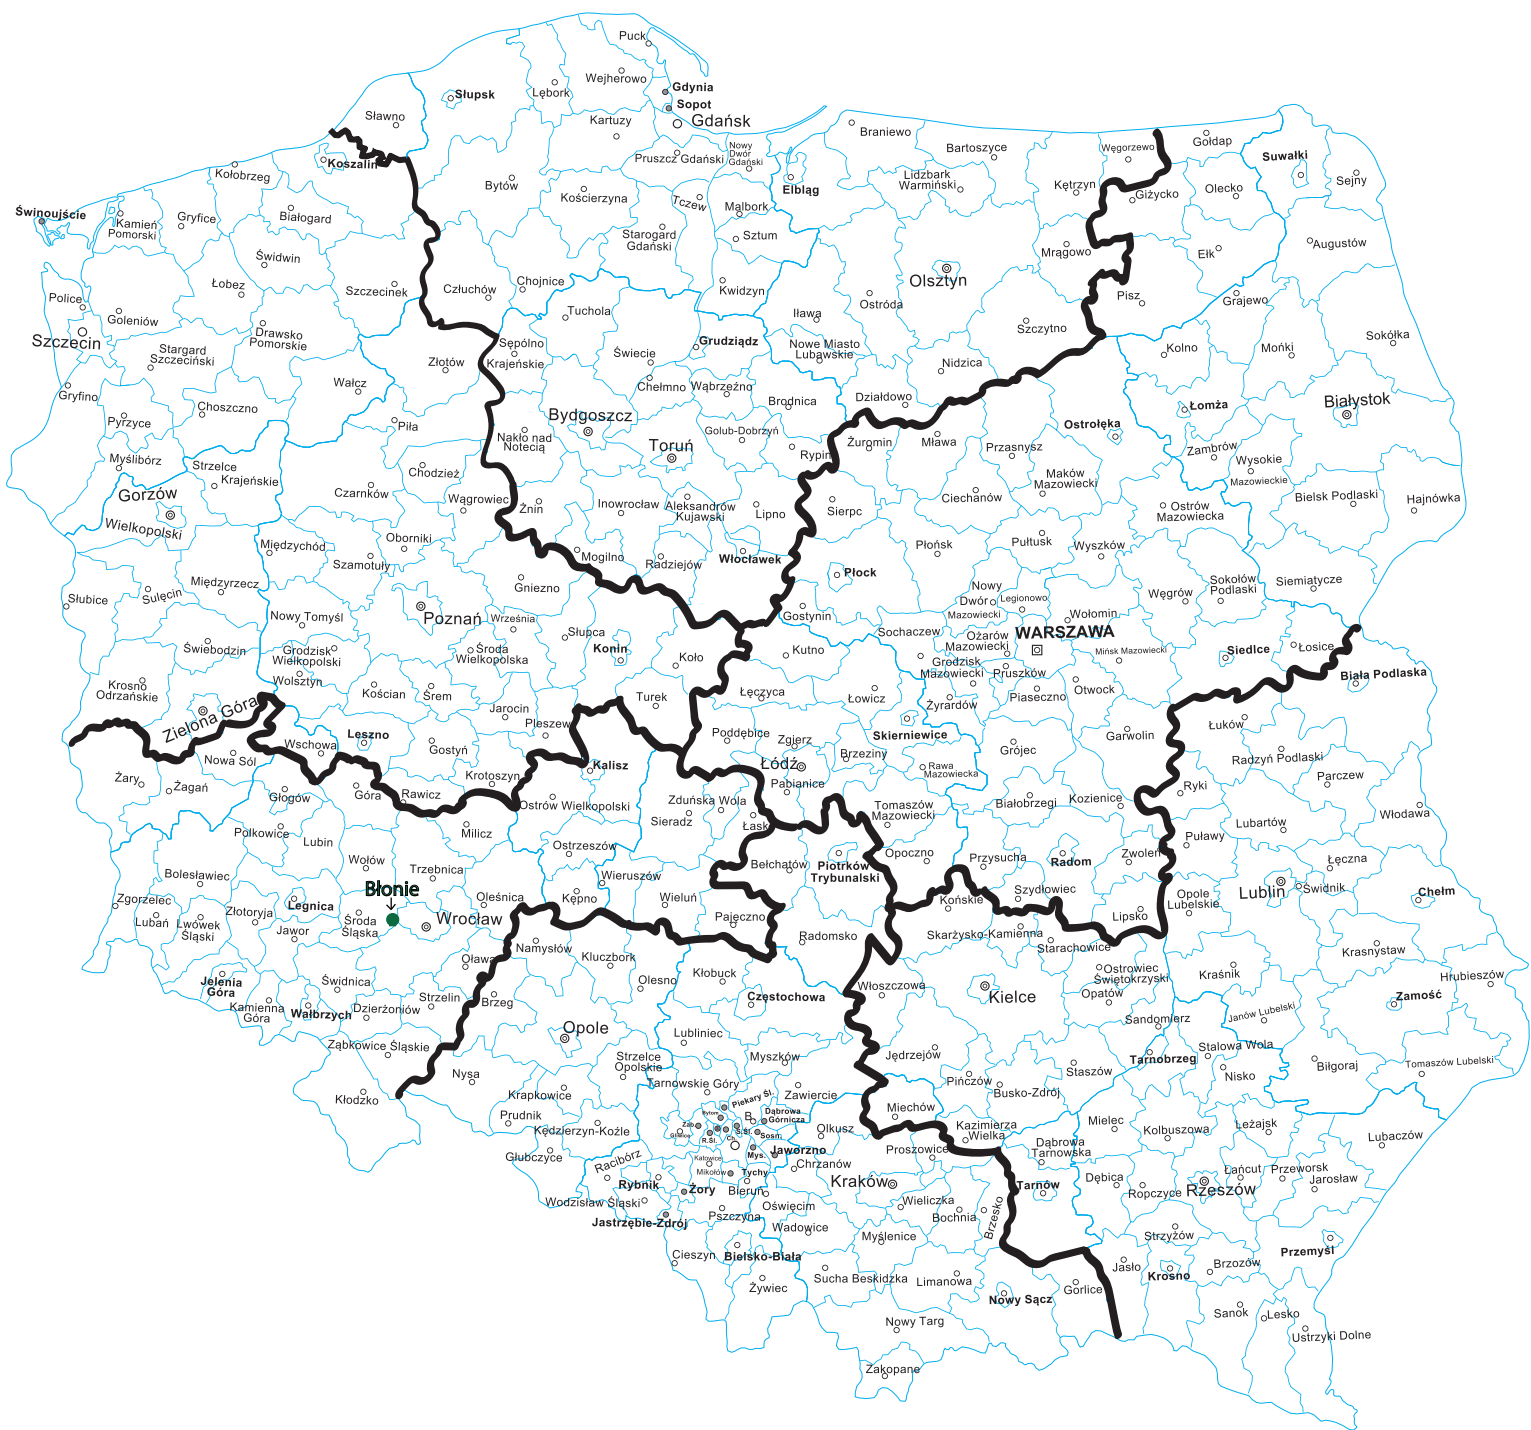 Puck
Wejherowo
Lębork
Gdynia
Słupsk
Sopot
Gdańsk
Sławno
Kartuzy
Braniewo
Gołdap
Węgorzewo
Bartoszyce
Nowy
Dwór
Gdański
Pruszcz Gdański
Suwałki
Koszalin
Kołobrzeg
Lidzbark
Warmiński
Sejny
Bytów
Kętrzyn
Elbląg
Olecko
Giżycko
Kościerzyna
Tczew
Malbork
Świnoujście
Kamień
Pomorski
Gryfice
Białogard
Starogard
Gdański
Sztum
Augustów
Mrągowo
Ełk
Świdwin
Olsztyn
Łobez
Szczecinek
Człuchów
Chojnice
Kwidzyn
Pisz
Police
Goleniów
Tuchola
Ostróda
Iława
Grajewo
Szczytno
Szczecin
Drawsko
Pomorskie
Sępólno
Krajeńskie
Grudziądz
Nowe Miasto
Lubawskie
Sokółka
Stargard
Szczeciński
Złotów
Świecie
Nidzica
Kolno
Mońki
Gryfino
Wałcz
Chełmno
Wąbrzeźno
Działdowo
Brodnica
Choszczno
Łomża
Białystok
Pyrzyce
Piła
Bydgoszcz
Nakło nad
Notecią
Golub-Dobrzyń
Ostrołęka
Toruń
Żurgmin
Mława
Przasnysz
Zambrów
Rypin
Myślibórz
Strzelce
Krajeńskie
Chodzież
Wysokie
Mazowieckie
Maków
Mazowiecki
Gorzów
Wielkopolski
Czarnków
Wągrowiec
Żnin
Inowrocław
Aleksandrów
Kujawski
Lipno
Sierpc
Ciechanów
Ostrów
Mazowiecka
Bielsk Podlaski
Hajnówka
Międzychód
Oborniki
Szamotuły
Mogilno
Radziejów
Włocławek
Płońsk
Pułtusk
Wyszków
Międzyrzecz
Sulęcin
Słubice
Gniezno
Płock
Nowy
Dwór
Mazowiecki
Legionowo
Węgrów
Sokołów
Podlaski
Siemiatycze
Nowy Tomyśl
Poznań
Września
Gostynin
Wołomin
WARSZAWA
Sochaczew
Ożarów
Mazowiecki
Słupca
Świebodzin
Grodzisk
Wielkopolski
Środa
Wielkopolska
Konin
Koło
Kutno
Grodzisk
Mazowiecki
Pruszków
Mińsk Mazowiecki
Siedlce
Łosice
Biała Podlaska
Krosno
Odrzańskie
Wolsztyn
Kościan
Śrem
Turek
Łęczyca
Łowicz
Żyrardów
Piaseczno
Otwock
Zielona Góra
Jarocin
Pleszew
Leszno
Gostyń
Poddębice
Zgierz
Skierniewice
Łuków
Garwolin
Wschowa
Nowa Sól
Kalisz
Łódź
Brzeziny
Grójec
Radzyń Podlaski
Rawa
Mazowiecka
Parczew
Żary
Żagań
Krotoszyn
Pabianice
Ryki
Głogów
Góra
Rawicz
Ostrów Wielkopolski
Zduńska Wola
Sieradz
Łask
Tomaszów
Mazowiecki
Białobrzegi
Kozienice
Włodawa
Lubartów
Polkowice
Lubin
Milicz
Puławy
Ostrzeszów
Wołów
Trzebnica
Bełchatów
Piotrków
Trybunalski
Opoczno
Przysucha
Radom
Zwoleń
Łęczna
Bolesławiec
Wieruszów
Błonie
Zgorzelec
Legnica
Oleśnica
Kępno
Wieluń
Końskie
Szydłowiec
Opole
Lubelskie
Lublin
Świdnik
Chełm
Lubań
Lwówek
Śląski
Złotoryja
Jawor
Środa
Śląska
Wrocław
Pajęczno
Lipsko
Radomsko
Skarżysko-Kamienna
Starachowice
Namysłów
Kluczbork
Krasnystaw
Oława
Olesno
Kłobuck
Ostrowiec
Świętokrzyski
Kraśnik
Hrubieszów
Jelenia
Góra
Świdnica
Włoszczowa
Kielce
Opatów
Zamość
Kamienna
Góra
Wałbrzych
Dzierżoniów
Strzelin
Brzeg
Częstochowa
Opole
Sandomierz
Janów Lubelski
Lubliniec
Ząbkowice Śląskie
Jędrzejów
Stalowa Wola
Strzelce
Opolskie
Myszków
Tarnobrzeg
Nysa
Staszów
Nisko
Biłgoraj
Tomaszów Lubelski
Tarnowskie Góry
Zawiercie
Pińczów
Busko-Zdrój
Kłodzko
Krapkowice
Piekary Śl.
Miechów
Prudnik
Bytom
B
Dąbrowa
Górnicza
Kędzierzyn-Koźle
Zab.
Gliwice
R.Śl.
Ch.
S.Śl.
Sosn.
Olkusz
Kazimierza
Wielka
Mielec
Kolbuszowa
Leżajsk
Lubaczów
Dąbrowa
Tarnowska
Głubczyce
Racibórz
Katowice
Mys.
Jaworzno
Chrzanów
Proszowice
Mikołów
Tychy
Rybnik
Kraków
Tarnów
Dębica
Ropczyce
Rzeszów
Łańcut
Przeworsk
Jarosław
Żory
Bieruń
Wodzisław Śląski
Oświęcim
Wieliczka
Bochnia
Brzesko
Pszczyna
Jastrzębie-Zdrój
Wadowice
Myślenice
Strzyżów
Przemyśl
Cieszyn
Bielsko-Biała
Jasło
Krosno
Brzozów
Żywiec
Sucha Beskidzka
Limanowa
Nowy Sącz
Gorlice
Sanok
Lesko
Nowy Targ
Ustrzyki Dolne
Zakopane